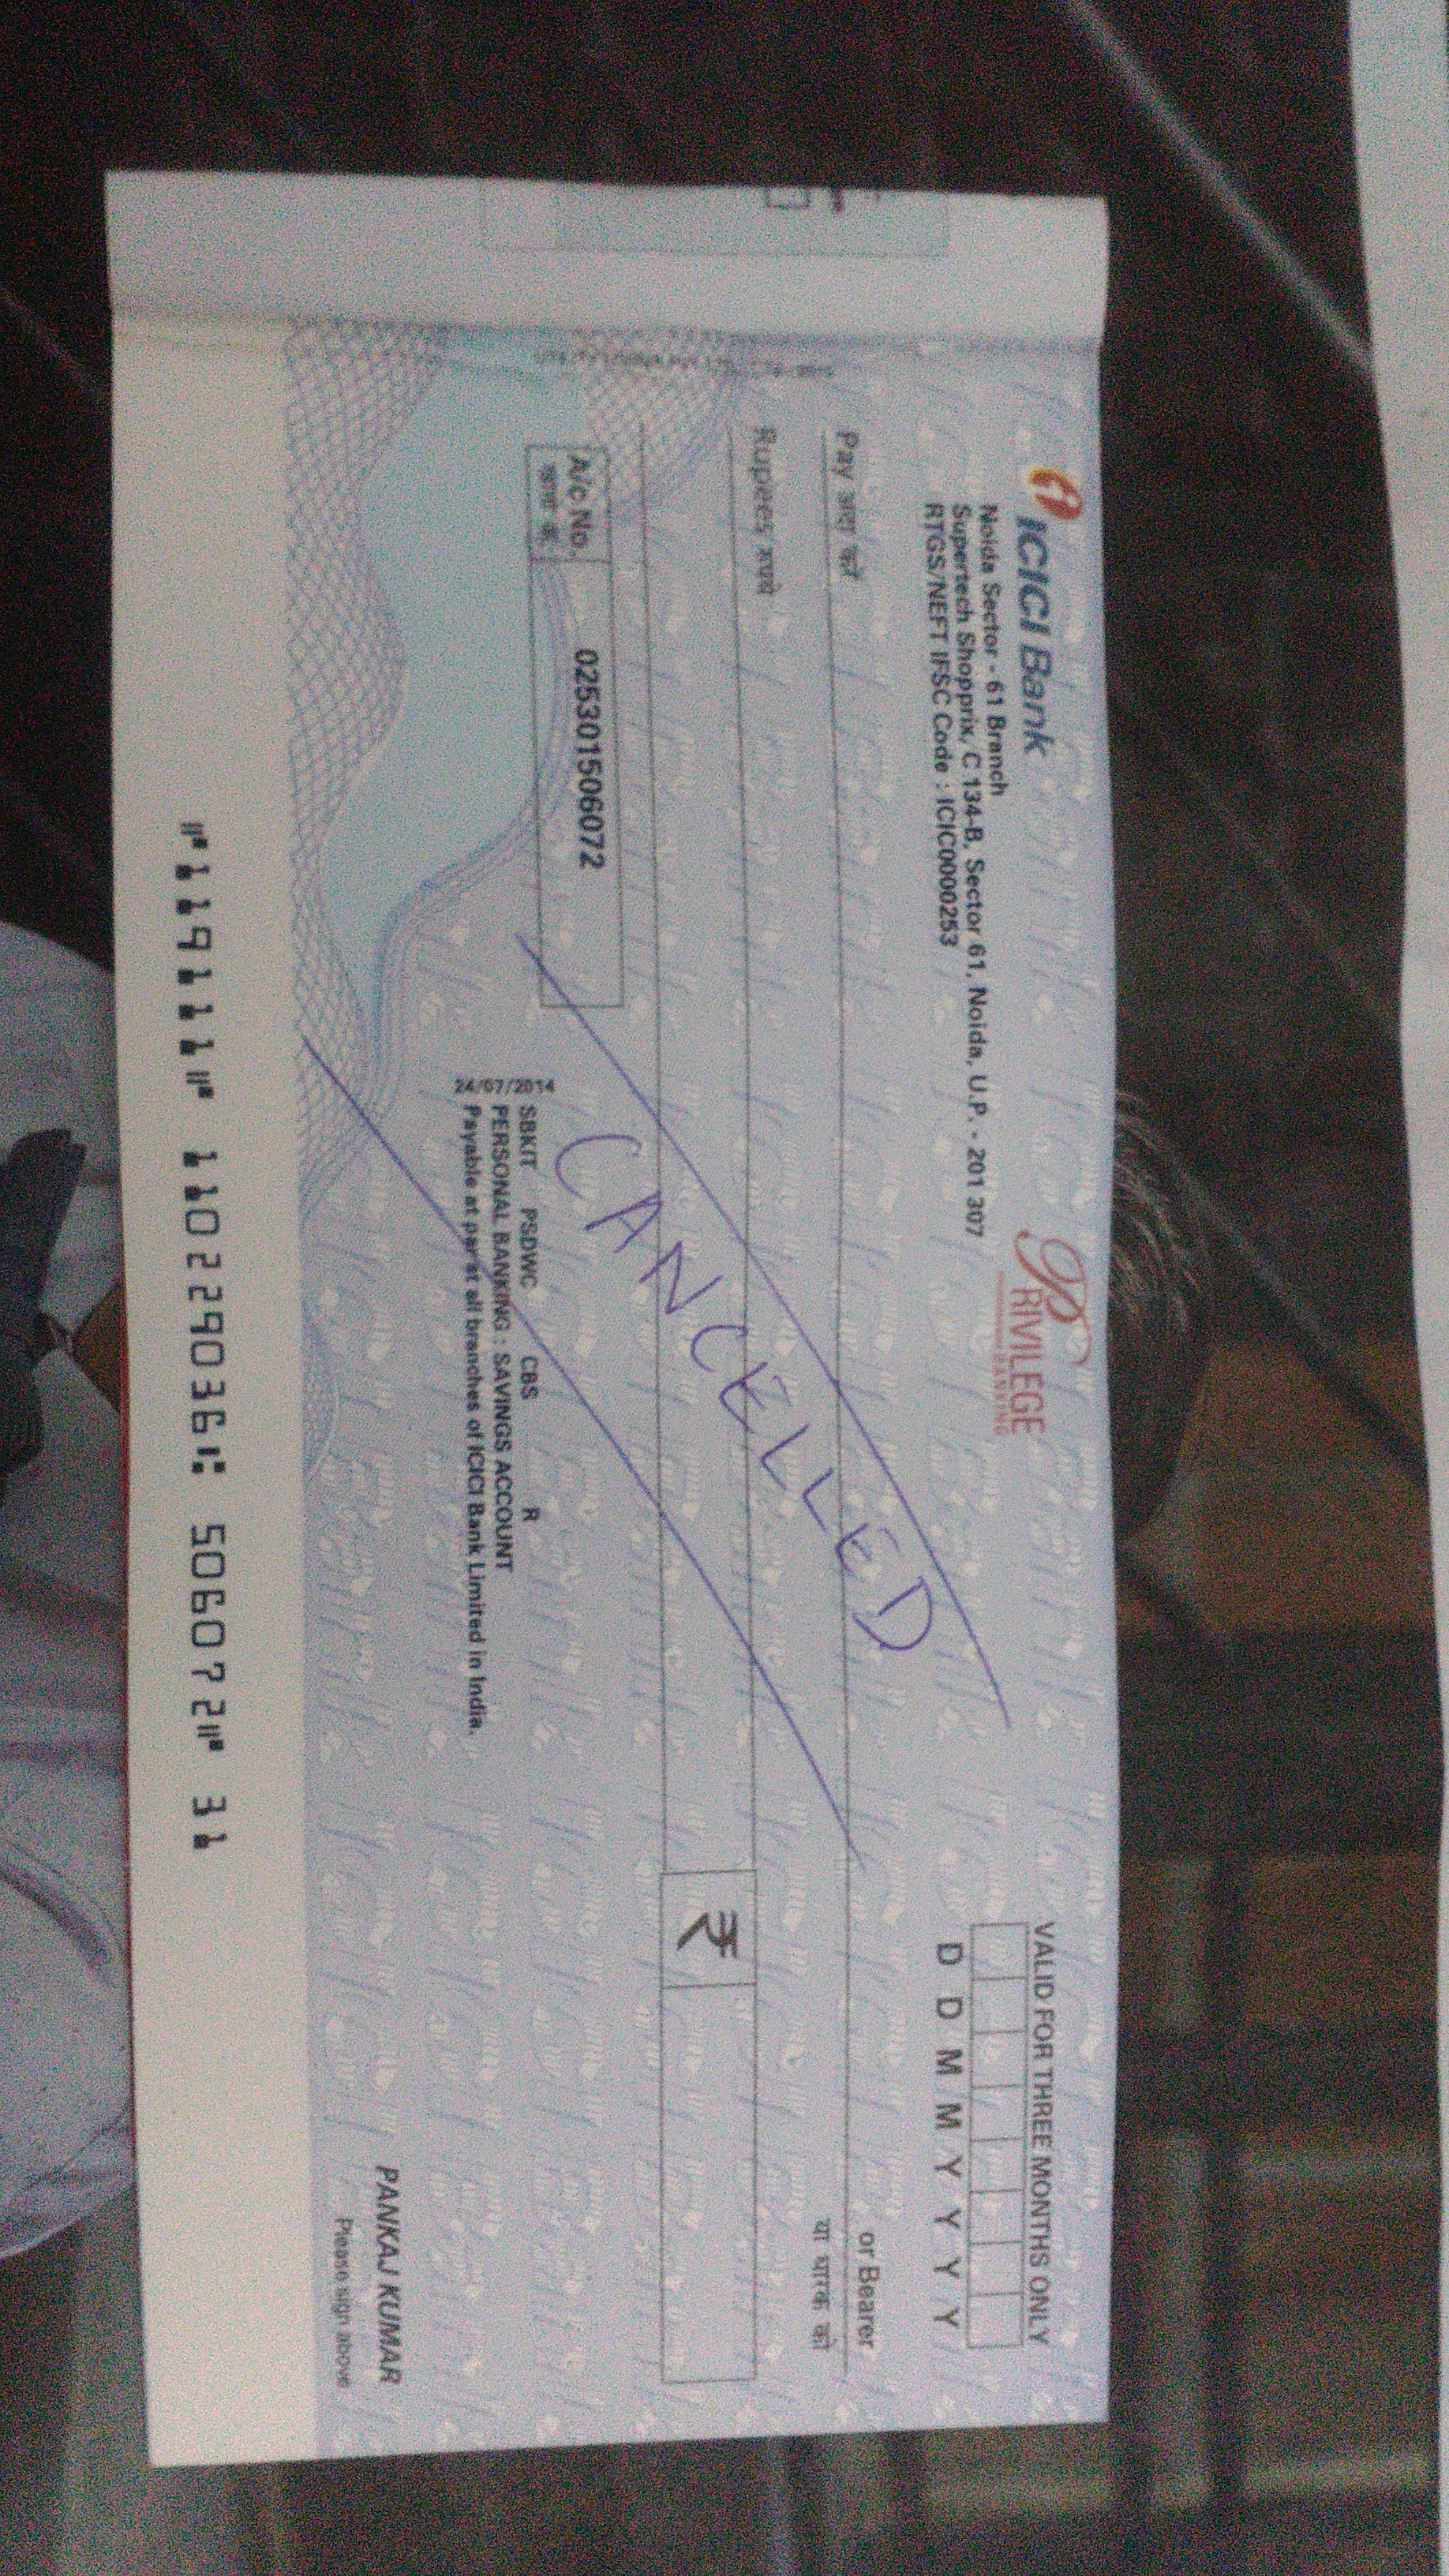 ICICI Bank
Noida Sector - 61 Branch
Supertech Shopprix, C 134-B, Sector 61, Noida, U.P. - 201 307
RTGS/NEFT IFSC Code : ICIC0000253
PRIVILEGE
BANKING
VALID FOR THREE MONTHS ONLY
D D M M Y Y Y Y
Pay अदा करें
or Bearer
या धारक को
Rupees रुपये
₹
A/c No.
खाता क्र.
025301506072
CANCELLED
24/07/2014
SBKIT PSDWC CBS R
PERSONAL BANKING : SAVINGS ACCOUNT
Payable at par at all branches of ICICI Bank Limited in India.
PANKAJ KUMAR
Please sign above
⑈119111⑈ 110229036⑆ 506072⑈ 31